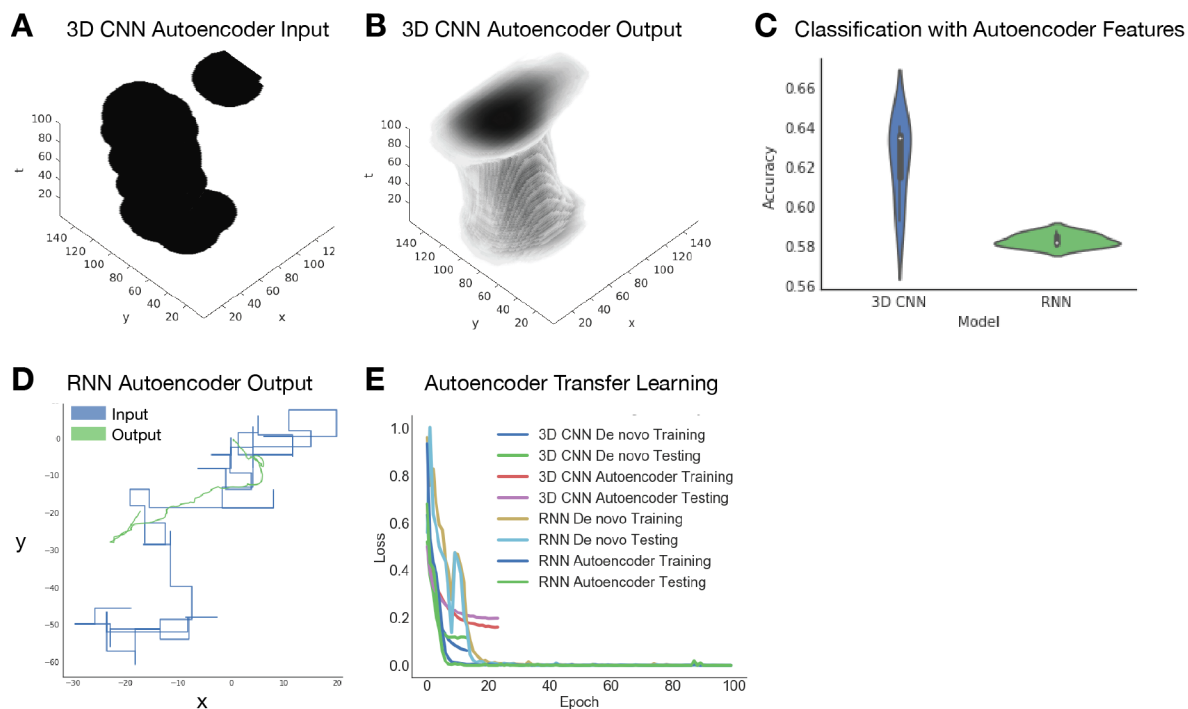 A 3D CNN Autoencoder Input
100
80
60
40
20
t
140
120
100
80
60
40
20
y
20
40
60
80
100
12
x
B 3D CNN Autoencoder Output
100
80
60
40
20
t
140
120
100
80
60
40
20
y
20
40
60
80
100
120
140
x
C Classification with Autoencoder Features
0.66
0.64
0.62
0.60
0.58
0.56
Accuracy
3D CNN RNN
Model
D RNN Autoencoder Output
Input
Output
0
−10
−20
−30
−40
−50
−60
y
−30 −20 −10 0 10 20
x
E Autoencoder Transfer Learning
1.0
0.8
0.6
0.4
0.2
0.0
Loss
3D CNN De novo Training
3D CNN De novo Testing
3D CNN Autoencoder Training
3D CNN Autoencoder Testing
RNN De novo Training
RNN De novo Testing
RNN Autoencoder Training
RNN Autoencoder Testing
0 20 40 60 80 100
Epoch